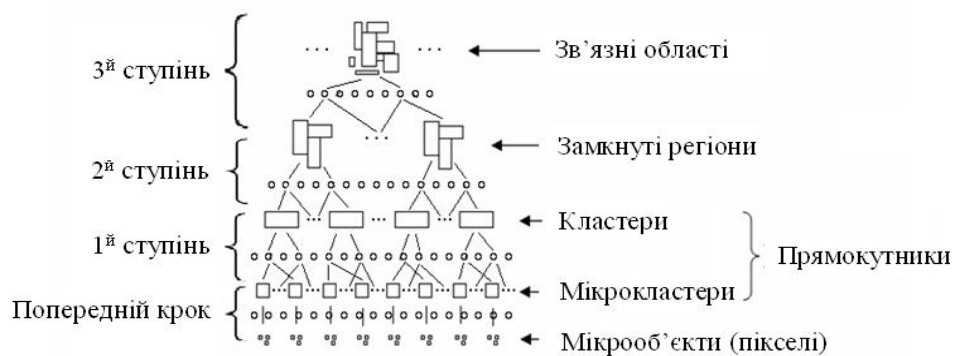 Зв’язні області
3й ступінь
Замкнуті регіони
2й ступінь
Кластери
1й ступінь
Прямокутники
Мікрокластери
Попередній крок
Мікрооб’єкти (пікселі)